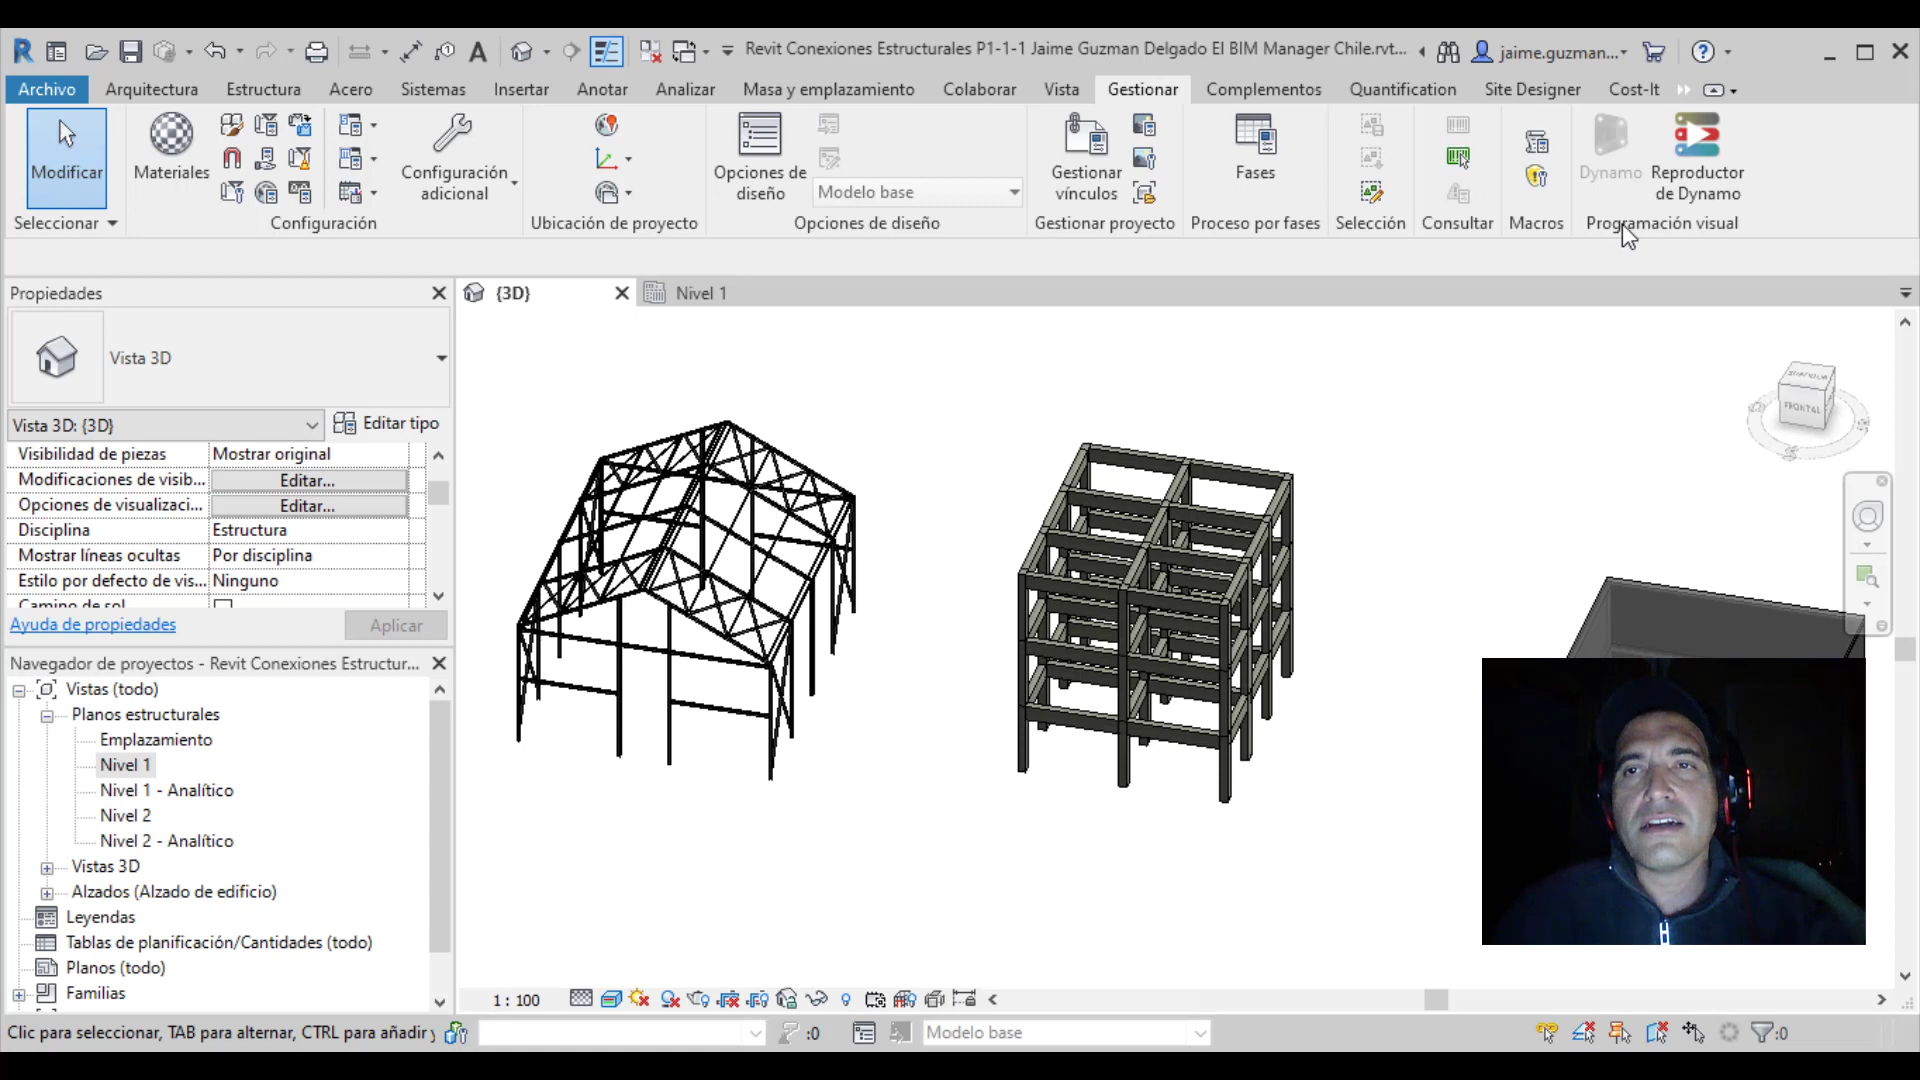 Revit Conexiones Estructurales P1-1-1 Jaime Guzman Delgado El BIM Manager Chile.rvt...
jaime.guzman...
Archivo Arquitectura Estructura Acero Sistemas Insertar Anotar Analizar Masa y emplazamiento Colaborar Vista Gestionar Complementos Quantification Site Designer Cost-It
Modificar
Materiales
Configuración
adicional
Opciones de
diseño
Modelo base
Gestionar
vínculos
Fases
Dynamo
Reproductor
de Dynamo
Seleccionar Configuración Ubicación de proyecto Opciones de diseño Gestionar proyecto Proceso por fases Selección Consultar Macros Programación visual
Propiedades
{3D} Nivel 1
Vista 3D
Vista 3D: {3D} Editar tipo
Visibilidad de piezas Mostrar original
Modificaciones de visib... Editar...
Opciones de visualizaci... Editar...
Disciplina Estructura
Mostrar líneas ocultas Por disciplina
Estilo por defecto de vis... Ninguno
Camino de sol
Ayuda de propiedades Aplicar
FRONTAL
Navegador de proyectos - Revit Conexiones Estructur...
Vistas (todo)
Planos estructurales
Emplazamiento
Nivel 1
Nivel 1 - Analítico
Nivel 2
Nivel 2 - Analítico
Vistas 3D
Alzados (Alzado de edificio)
Leyendas
Tablas de planificación/Cantidades (todo)
Planos (todo)
Familias
1 : 100
Clic para seleccionar, TAB para alternar, CTRL para añadir y
:0
Modelo base
:0